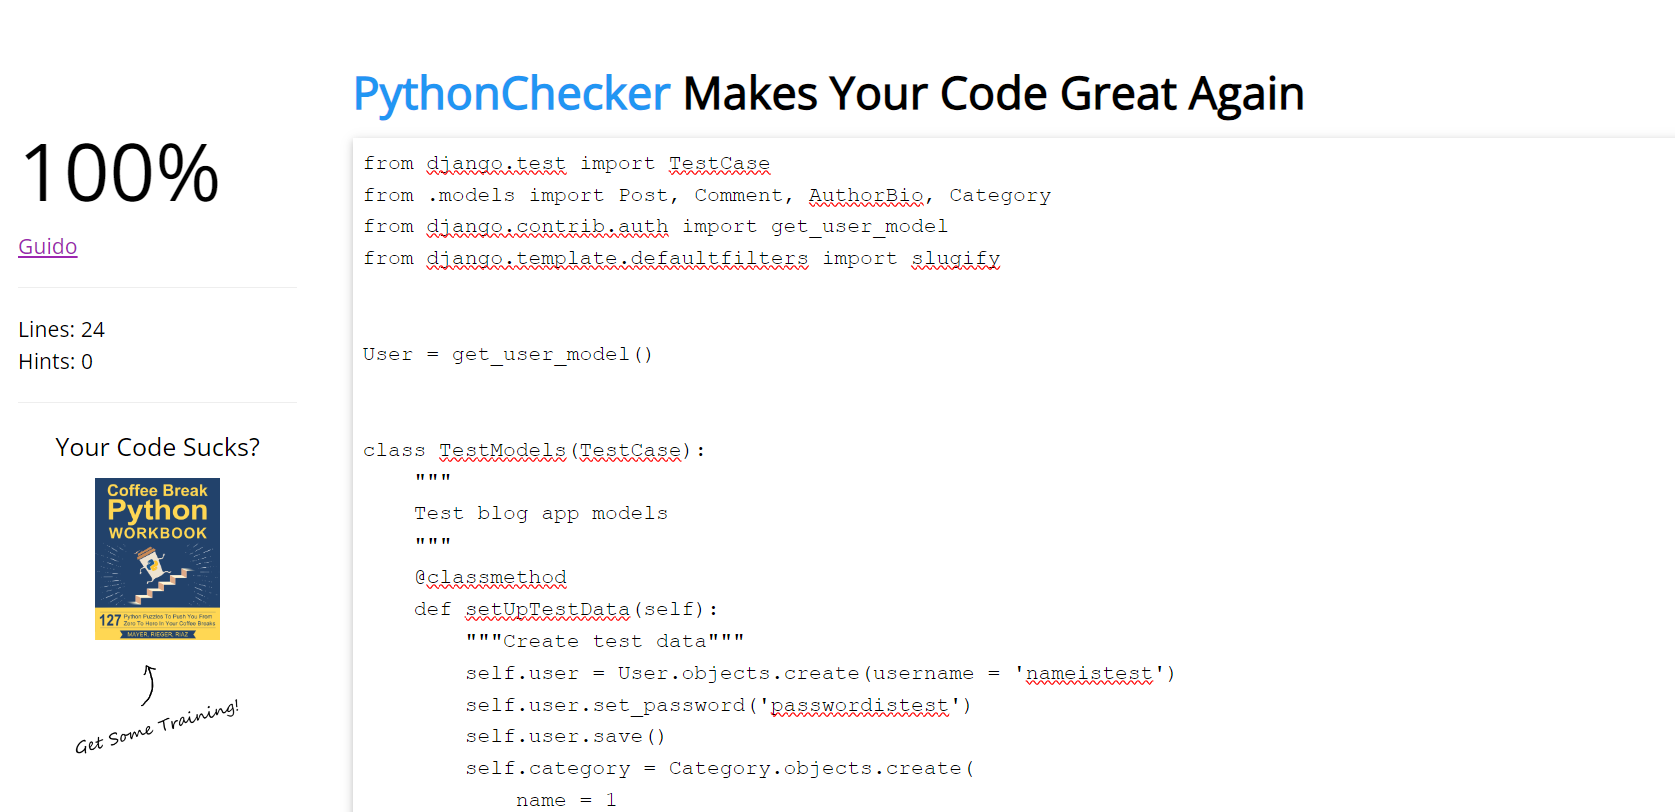 PythonChecker Makes Your Code Great Again
100%
Guido
Lines: 24
Hints: 0
Your Code Sucks?
Coffee Break
Python
WORKBOOK
127 Python Puzzles To Push You From
Zero To Hero in Your Coffee Breaks
MAYER, RIEGER, RIAZ
Get Some Training!
from django.test import TestCase
from .models import Post, Comment, AuthorBio, Category
from django.contrib.auth import get_user_model
from django.template.defaultfilters import slugify
User = get_user_model()
class TestModels(TestCase):
"""
Test blog app models
"""
@classmethod
def setUpTestData(self):
"""Create test data"""
self.user = User.objects.create(username = 'nameistest')
self.user.set_password('passwordistest')
self.user.save()
self.category = Category.objects.create(
name = 1